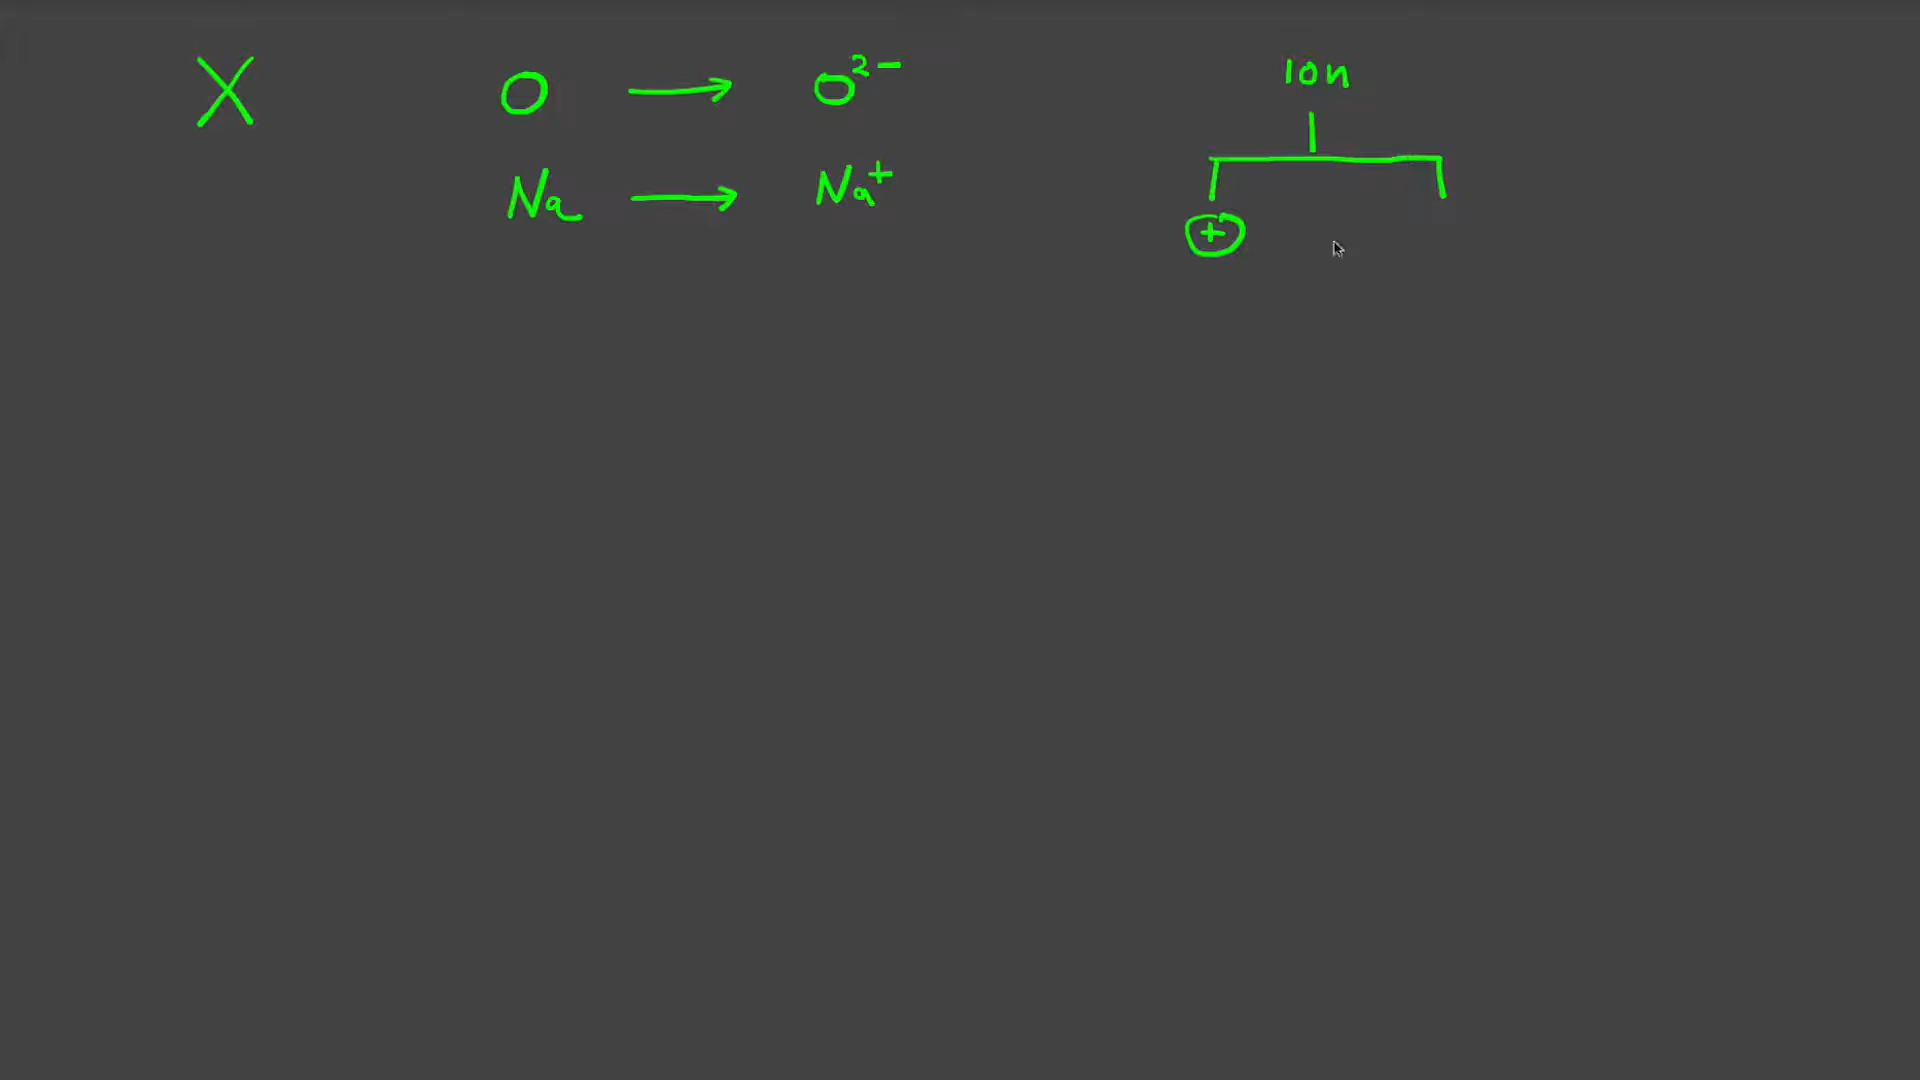 X
O → O²⁻
Na → Na⁺
Ion
+